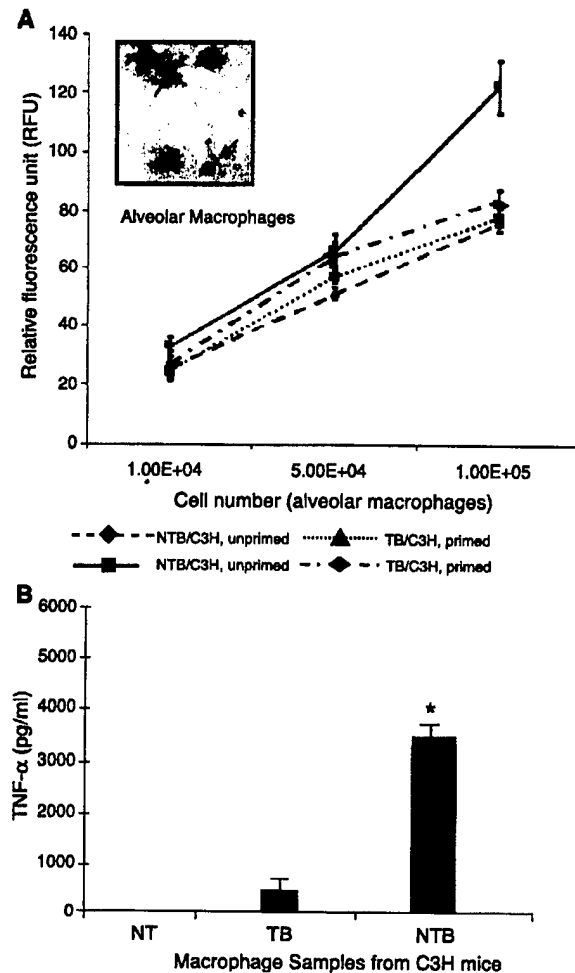 A
Relative fluorescence unit (RFU)
140
120
100
80
60
40
20
0
Alveolar Macrophages
1.00E+04 5.00E+04 1.00E+05
Cell number (alveolar macrophages)
NTB/C3H, unprimed TB/C3H, primed
NTB/C3H, unprimed TB/C3H, primed
B
TNF-α (pg/ml)
6000
5000
4000
3000
2000
1000
0
*
NT TB NTB
Macrophage Samples from C3H mice